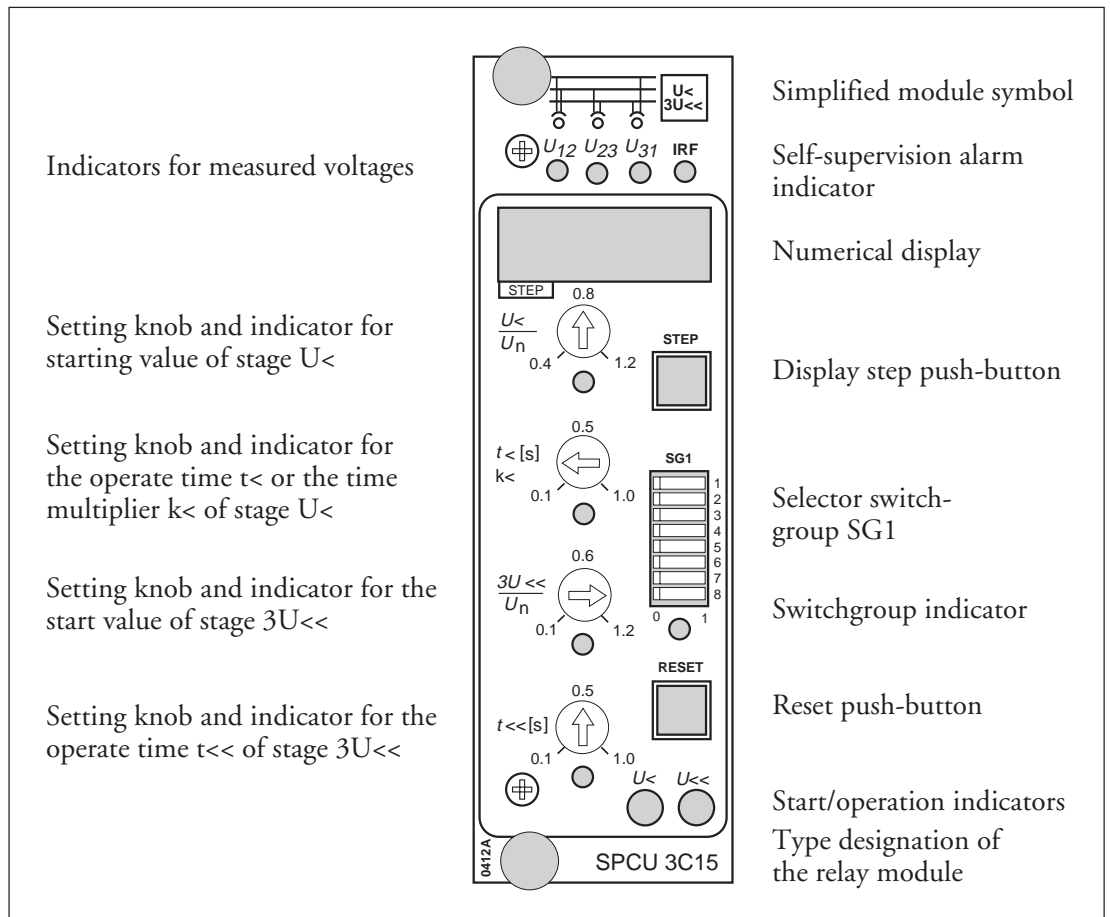 Indicators for measured voltages
Setting knob and indicator for
starting value of stage U<
Setting knob and indicator for
the operate time t< or the time
multiplier k< of stage U<
Setting knob and indicator for the
start value of stage 3U<<
Setting knob and indicator for the
operate time t<< of stage 3U<<
U<
3U<<
U12 U23 U31 IRF
STEP
0.8
U<
Un
0.4 1.2
STEP
0.5
t< [s]
k<
0.1 1.0
SG1
1
2
3
4
5
6
7
8
0 1
0.6
3U<<
Un
0.1 1.2
RESET
0.5
t<<[s]
0.1 1.0
U< U<<
0412A
SPCU 3C15
Simplified module symbol
Self-supervision alarm
indicator
Numerical display
Display step push-button
Selector switch-
group SG1
Switchgroup indicator
Reset push-button
Start/operation indicators
Type designation of
the relay module